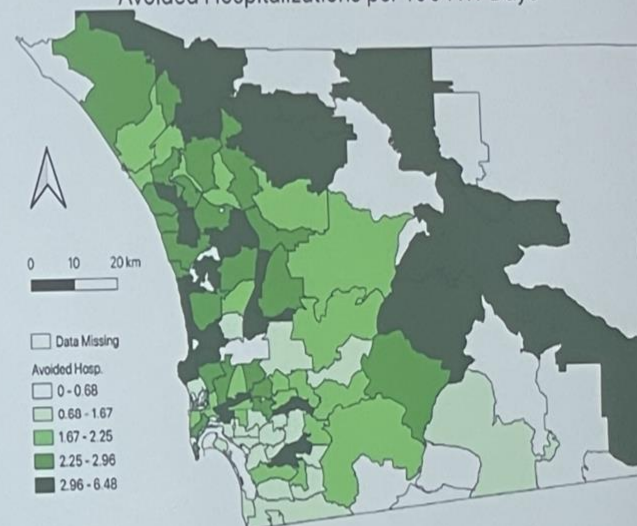 Avoided Hospitalizations per
0 10 20 km
Data Missing
Avoided Hosp.
0 - 0.68
0.68 - 1.67
1.67 - 2.25
2.25 - 2.96
2.96 - 6.48